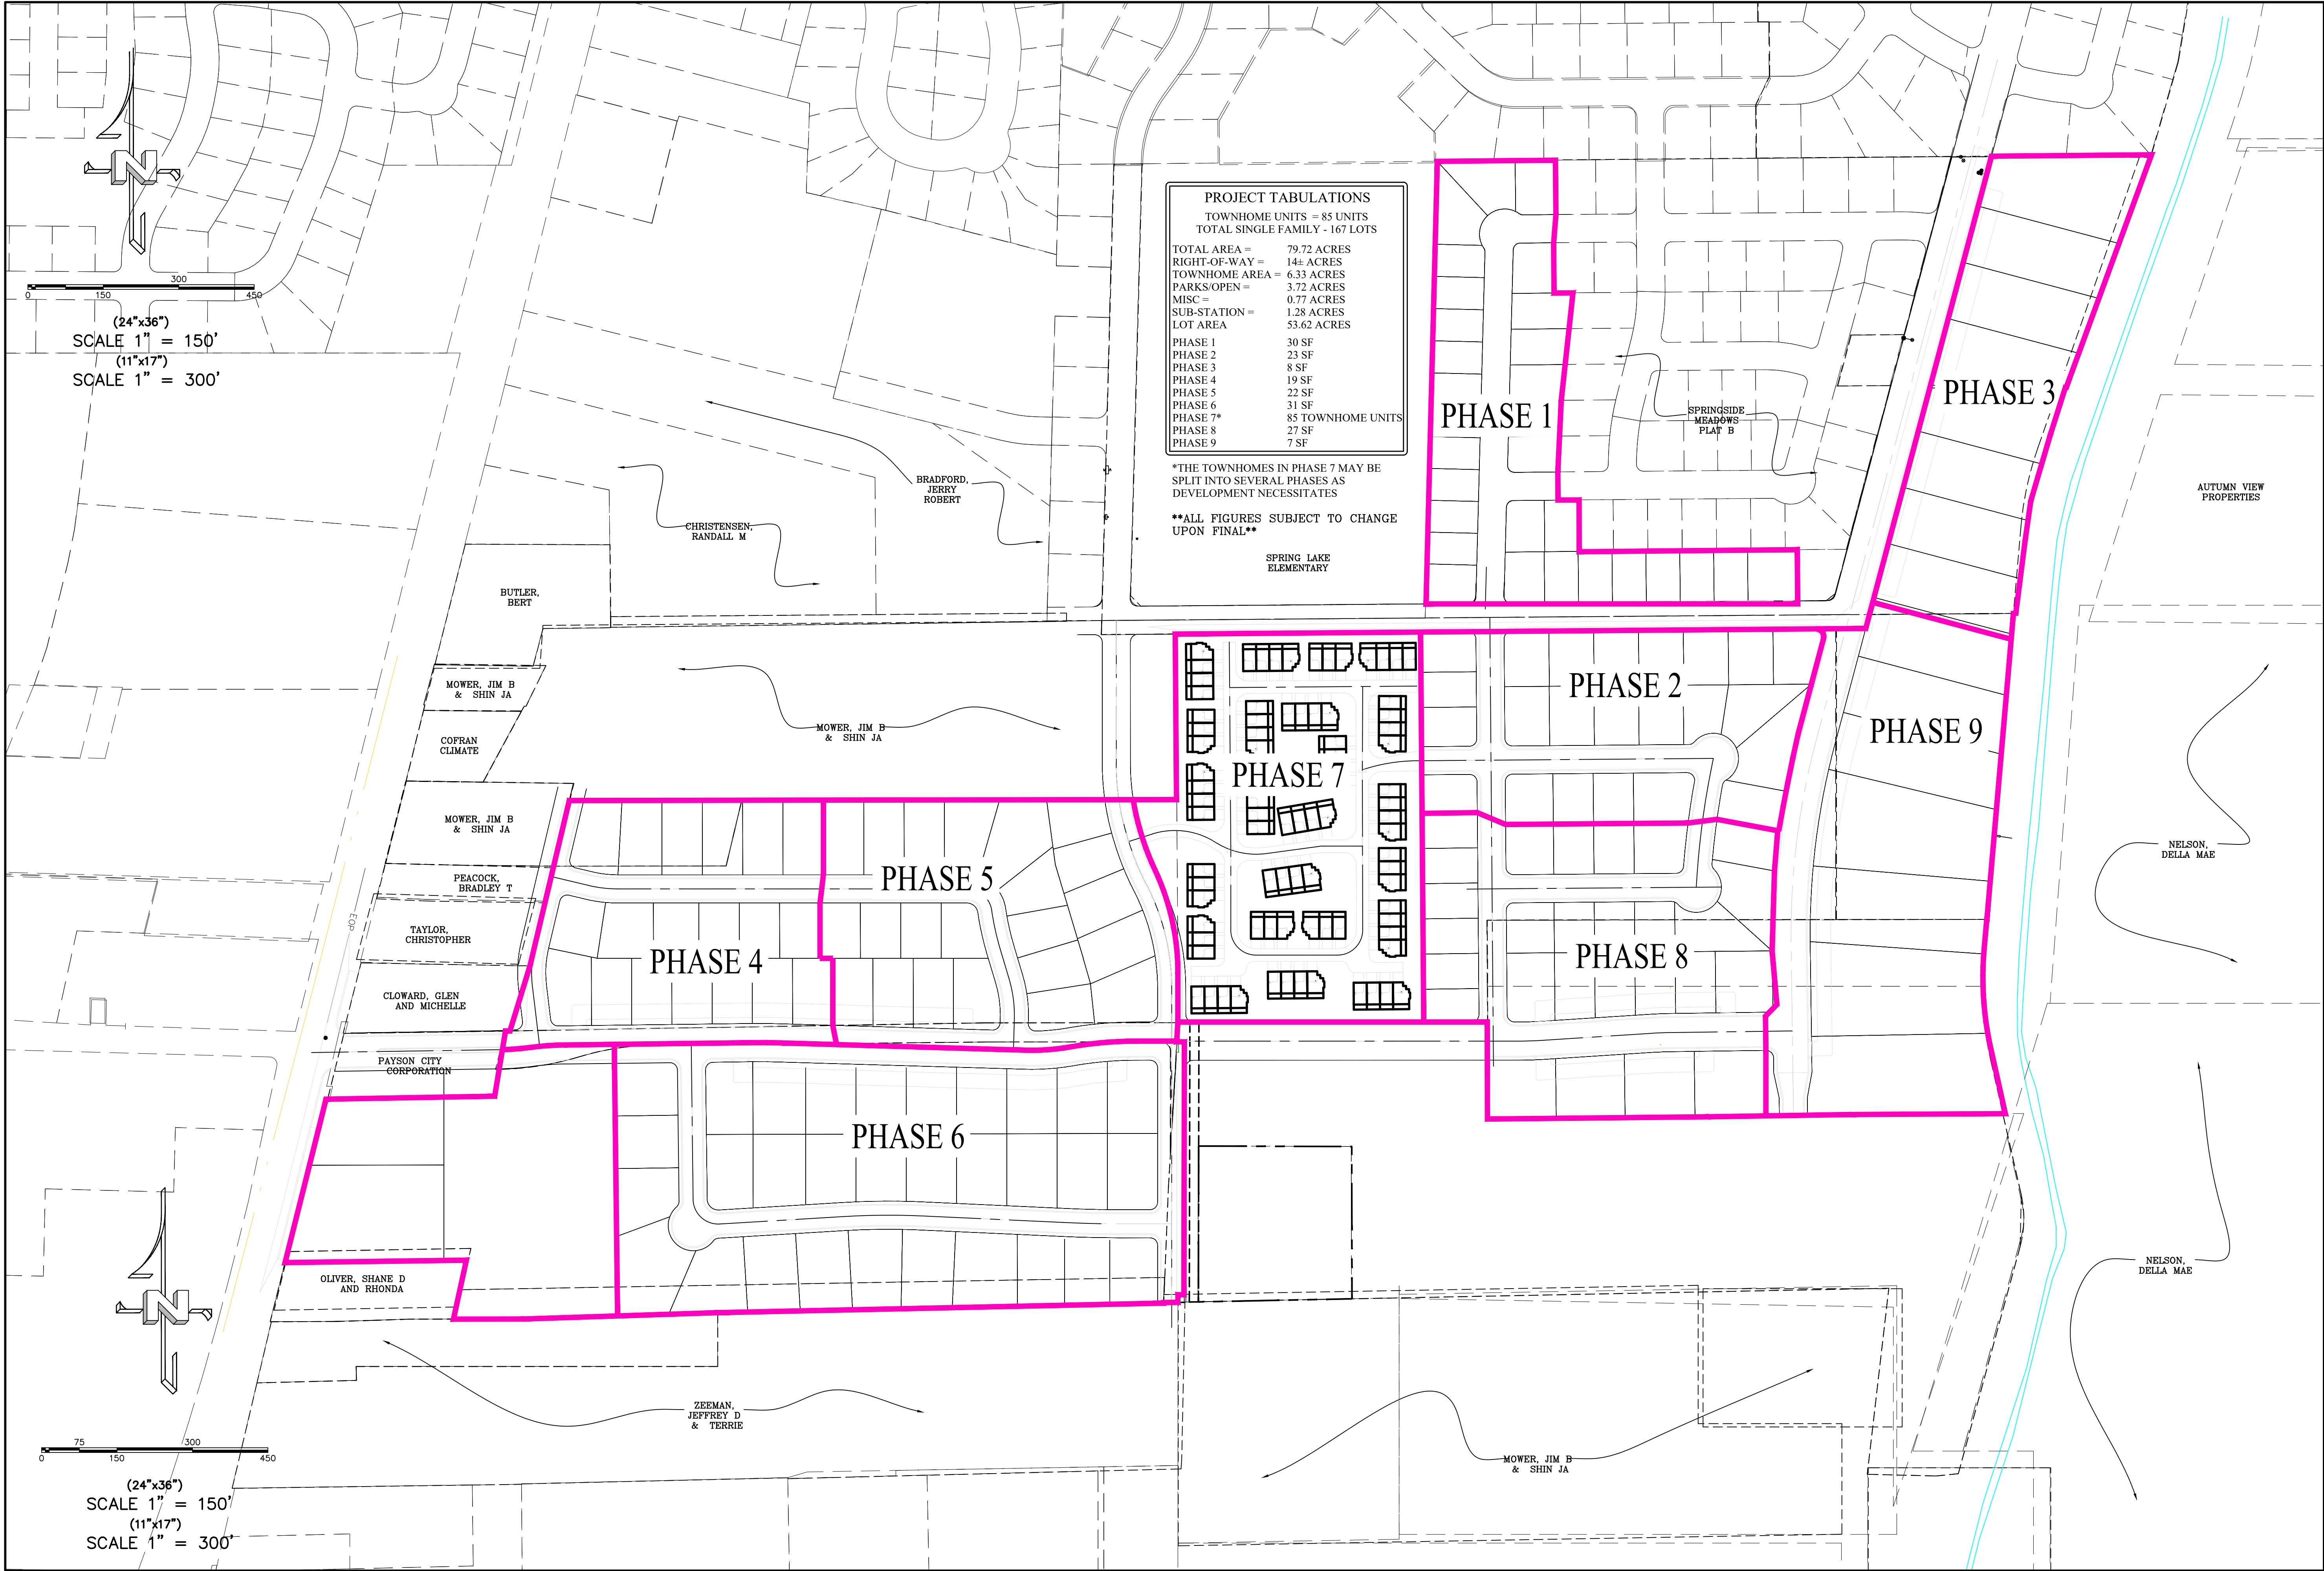 N
300
0
150
450
(24"x36")
SCALE 1" = 150'
(11"x17")
SCALE 1" = 300'
PROJECT TABULATIONS
TOWNHOME UNITS = 85 UNITS
TOTAL SINGLE FAMILY - 167 LOTS
TOTAL AREA = 79.72 ACRES
RIGHT-OF-WAY = 14± ACRES
TOWNHOME AREA = 6.33 ACRES
PARKS/OPEN = 3.72 ACRES
MISC = 0.77 ACRES
SUB-STATION = 1.28 ACRES
LOT AREA 53.62 ACRES
PHASE 1 30 SF
PHASE 2 23 SF
PHASE 3 8 SF
PHASE 4 19 SF
PHASE 5 22 SF
PHASE 6 31 SF
PHASE 7* 85 TOWNHOME UNITS
PHASE 8 27 SF
PHASE 9 7 SF
*THE TOWNHOMES IN PHASE 7 MAY BE
SPLIT INTO SEVERAL PHASES AS
DEVELOPMENT NECESSITATES
**ALL FIGURES SUBJECT TO CHANGE
UPON FINAL**
SPRING LAKE
ELEMENTARY
PHASE 1
SPRINGSIDE
MEADOWS
PLAT B
PHASE 3
AUTUMN VIEW
PROPERTIES
BRADFORD,
JERRY
ROBERT
CHRISTENSEN,
RANDALL M
BUTLER,
BERT
MOWER, JIM B
& SHIN JA
COFRAN
CLIMATE
MOWER, JIM B
& SHIN JA
MOWER, JIM B
& SHIN JA
PEACOCK,
BRADLEY T
TAYLOR,
CHRISTOPHER
CLOWARD, GLEN
AND MICHELLE
EOP
PAYSON CITY
CORPORATION
PHASE 2
PHASE 9
PHASE 7
PHASE 5
PHASE 4
PHASE 8
NELSON,
DELLA MAE
PHASE 6
OLIVER, SHANE D
AND RHONDA
NELSON,
DELLA MAE
ZEEMAN,
JEFFREY D
& TERRIE
MOWER, JIM B
& SHIN JA
N
75
300
0
150
450
(24"x36")
SCALE 1" = 150'
(11"x17")
SCALE 1" = 300'